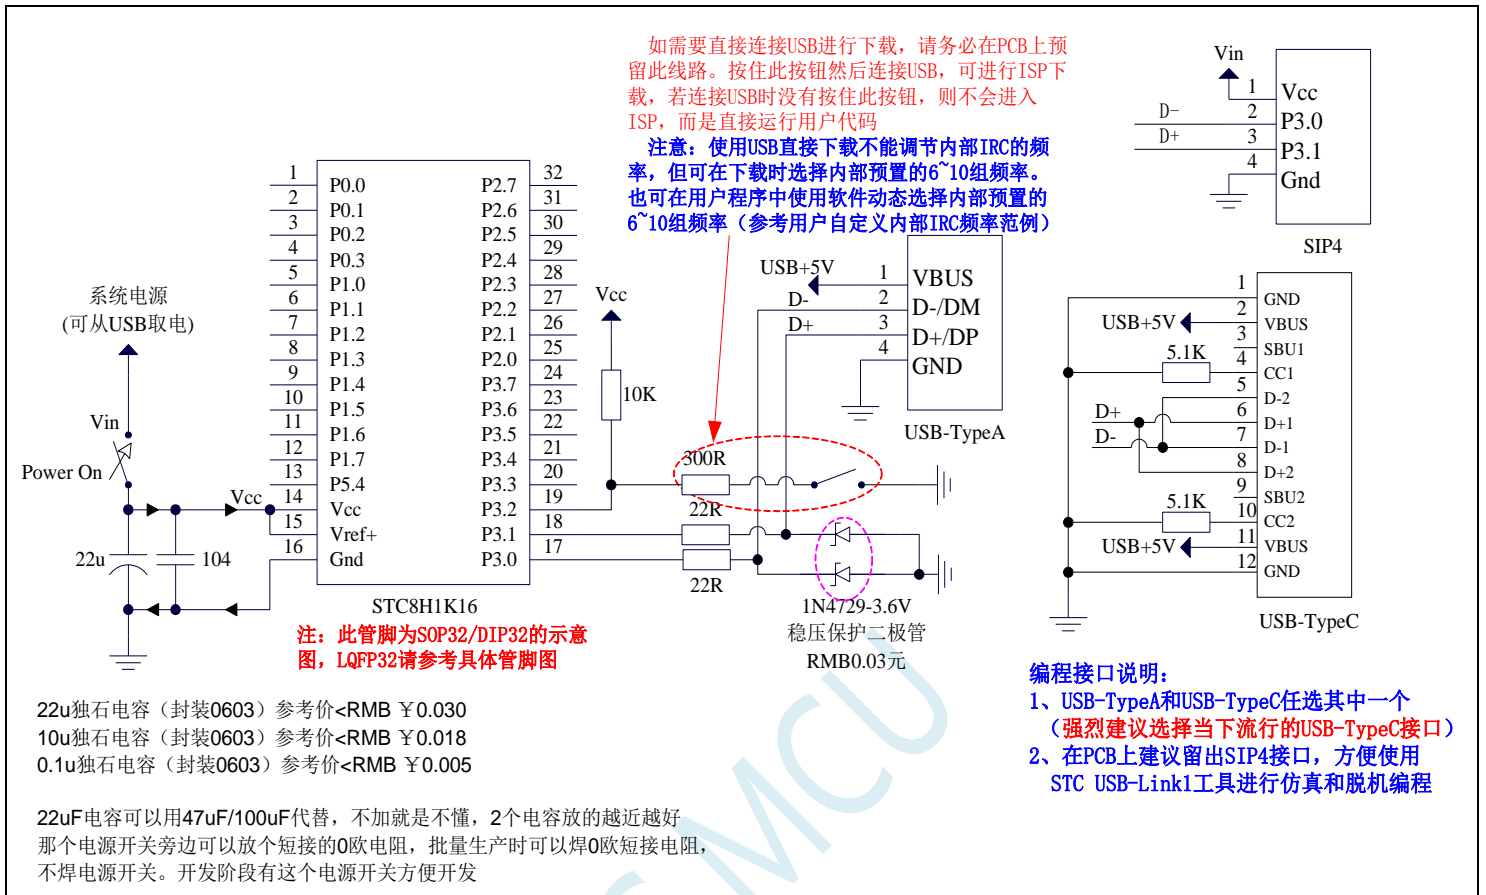 如需要直接连接USB进行下载，请务必在PCB上预
留此线路。按住此按钮然后连接USB，可进行ISP下
载，若连接USB时没有按住此按钮，则不会进入
ISP，而是直接运行用户代码
注意：使用USB直接下载不能调节内部IRC的频
率，但可在下载时选择内部预置的6~10组频率。
也可在用户程序中使用软件动态选择内部预置的
6~10组频率（参考用户自定义内部IRC频率范例）
Vin
1 Vcc
D- 2 P3.0
D+ 3 P3.1
4 Gnd
SIP4
1 P0.0
2 P0.1
3 P0.2
4 P0.3
5 P1.0
6 P1.1
7 P1.2
8 P1.3
9 P1.4
10 P1.5
11 P1.6
12 P1.7
13 P5.4
14 Vcc
15 Vref+
16 Gnd
P2.7 32
P2.6 31
P2.5 30
P2.4 29
P2.3 28
P2.2 27
P2.1 26
P2.0 25
P3.7 24
P3.6 23
P3.5 22
P3.4 21
P3.3 20
P3.2 19
P3.1 18
P3.0 17
STC8H1K16
注：此管脚为SOP32/DIP32的示意
图，LQFP32请参考具体管脚图
系统电源
(可从USB取电)
Vin
Power On
Vcc
22u
104
Vcc
10K
300R
22R
22R
USB+5V 1 VBUS
D- 2 D-/DM
D+ 3 D+/DP
4 GND
USB-TypeA
1N4729-3.6V
稳压保护二极管
RMB0.03元
1 GND
USB+5V 2 VBUS
3 SBU1
5.1K 4 CC1
5 D-2
D+ 6 D+1
D- 7 D-1
8 D+2
9 SBU2
5.1K 10 CC2
USB+5V 11 VBUS
12 GND
USB-TypeC
编程接口说明：
1、USB-TypeA和USB-TypeC任选其中一个
（强烈建议选择当下流行的USB-TypeC接口）
2、在PCB上建议留出SIP4接口，方便使用
STC USB-Link1工具进行仿真和脱机编程
22u独石电容（封装0603）参考价<RMB ￥0.030
10u独石电容（封装0603）参考价<RMB ￥0.018
0.1u独石电容（封装0603）参考价<RMB ￥0.005
22uF电容可以用47uF/100uF代替，不加就是不懂，2个电容放的越近越好
那个电源开关旁边可以放个短接的0欧电阻，批量生产时可以焊0欧短接电阻，
不焊电源开关。开发阶段有这个电源开关方便开发
MCU